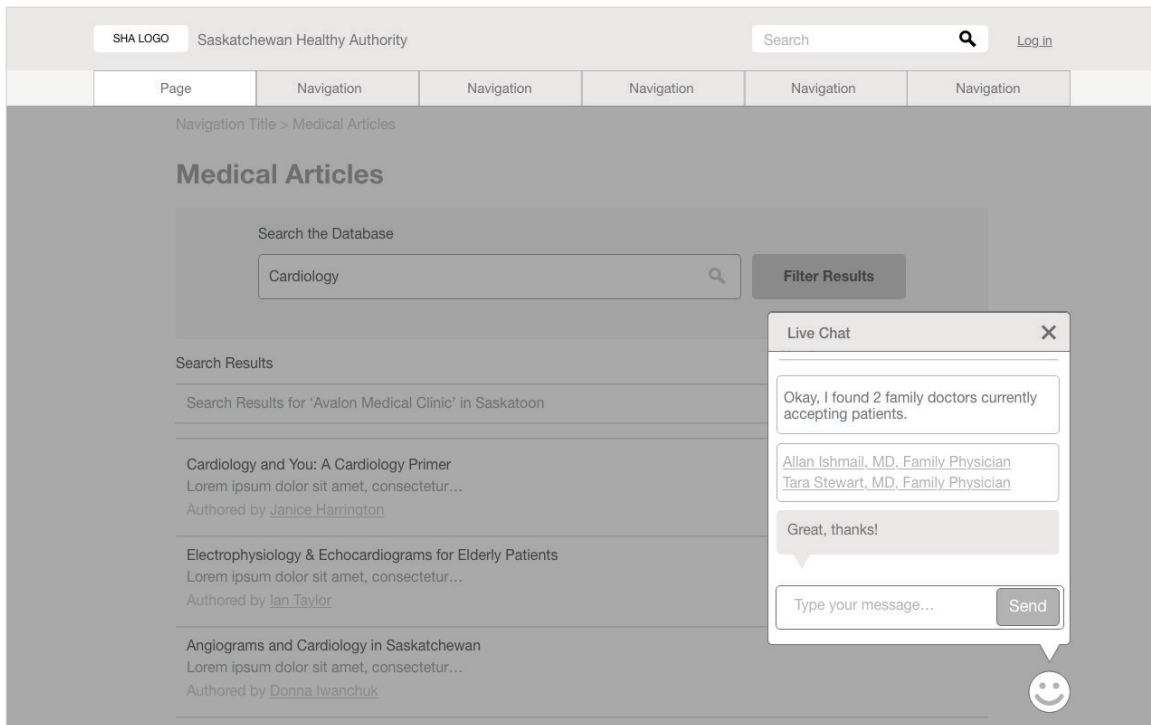 SHA LOGO
Saskatchewan Healthy Authority
Search
Log in
Page
Navigation
Navigation
Navigation
Navigation
Navigation
Navigation Title > Medical Articles
Medical Articles
Search the Database
Cardiology
Filter Results
Search Results
Search Results for ‘Avalon Medical Clinic’ in Saskatoon
Cardiology and You: A Cardiology Primer
Lorem ipsum dolor sit amet, consectetur…
Authored by Janice Harrington
Electrophysiology & Echocardiograms for Elderly Patients
Lorem ipsum dolor sit amet, consectetur…
Authored by Ian Taylor
Angiograms and Cardiology in Saskatchewan
Lorem ipsum dolor sit amet, consectetur…
Authored by Donna Iwanchuk
Live Chat
Okay, I found 2 family doctors currently
accepting patients.
Allan Ishmail, MD, Family Physician
Tara Stewart, MD, Family Physician
Great, thanks!
Type your message…
Send